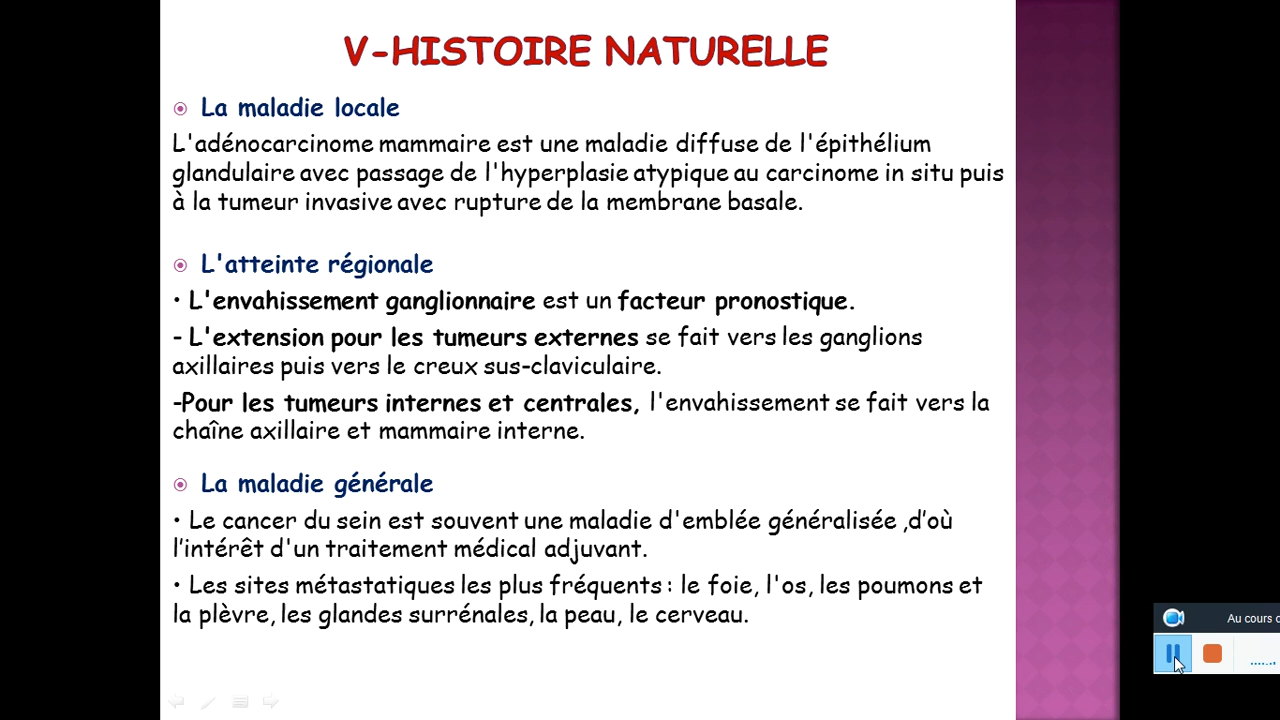 V-HISTOIRE NATURELLE
La maladie locale
L'adénocarcinome mammaire est une maladie diffuse de l'épithélium
glandulaire avec passage de l'hyperplasie atypique au carcinome in situ puis
à la tumeur invasive avec rupture de la membrane basale.
L'atteinte régionale
• L'envahissement ganglionnaire est un facteur pronostique.
- L'extension pour les tumeurs externes se fait vers les ganglions
axillaires puis vers le creux sus-claviculaire.
-Pour les tumeurs internes et centrales, l'envahissement se fait vers la
chaîne axillaire et mammaire interne.
La maladie générale
• Le cancer du sein est souvent une maladie d'emblée généralisée ,d’où
l’intérêt d'un traitement médical adjuvant.
• Les sites métastatiques les plus fréquents : le foie, l'os, les poumons et
la plèvre, les glandes surrénales, la peau, le cerveau.
Au cours